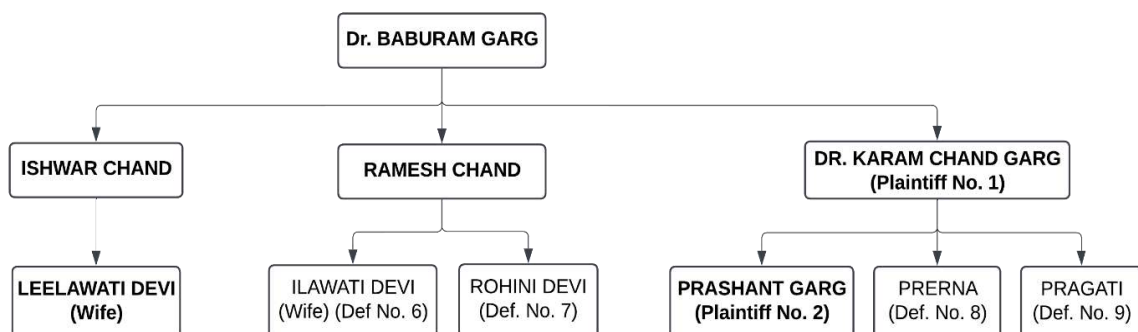 Dr. BABURAM GARG
ISHWAR CHAND
RAMESH CHAND
DR. KARAM CHAND GARG
(Plaintiff No. 1)
LEELAWATI DEVI
(Wife)
ILAWATI DEVI
(Wife) (Def No. 6)
ROHINI DEVI
(Def. No. 7)
PRASHANT GARG
(Plaintiff No. 2)
PRERNA
(Def. No. 8)
PRAGATI
(Def. No. 9)